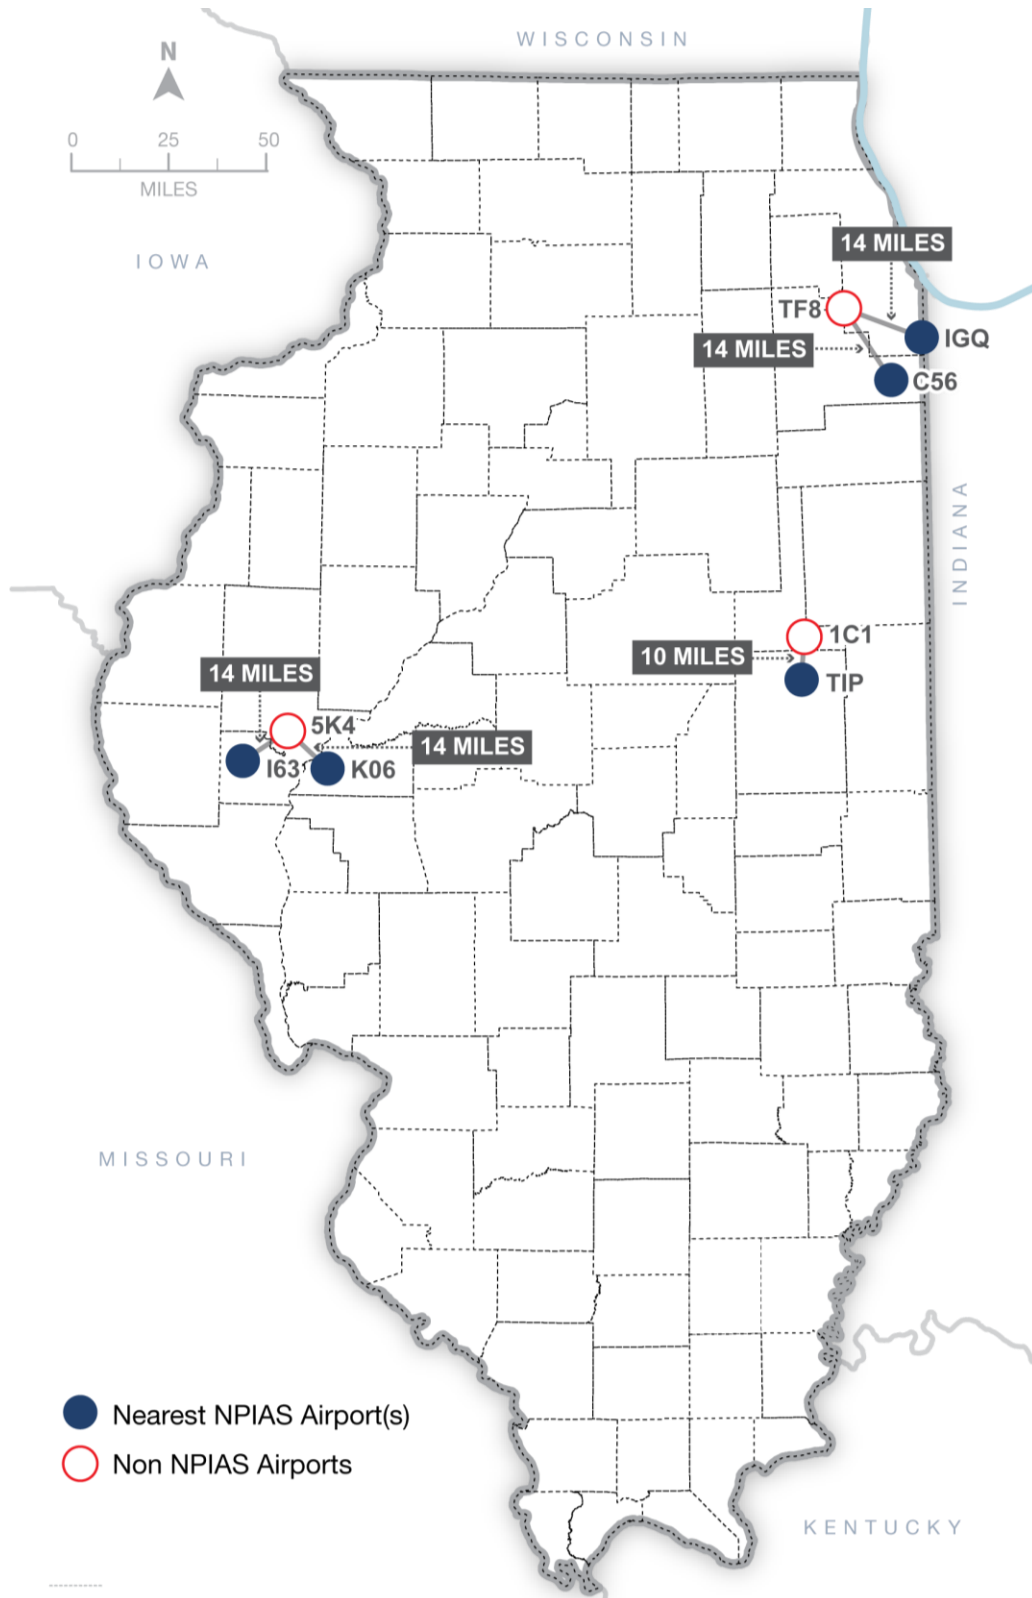 WISCONSIN
N
0 25 50
MILES
IOWA
14 MILES
TF8
IGQ
14 MILES
C56
INDIANA
1C1
10 MILES
TIP
14 MILES
5K4
14 MILES
I63
K06
MISSOURI
Nearest NPIAS Airport(s)
Non NPIAS Airports
KENTUCKY